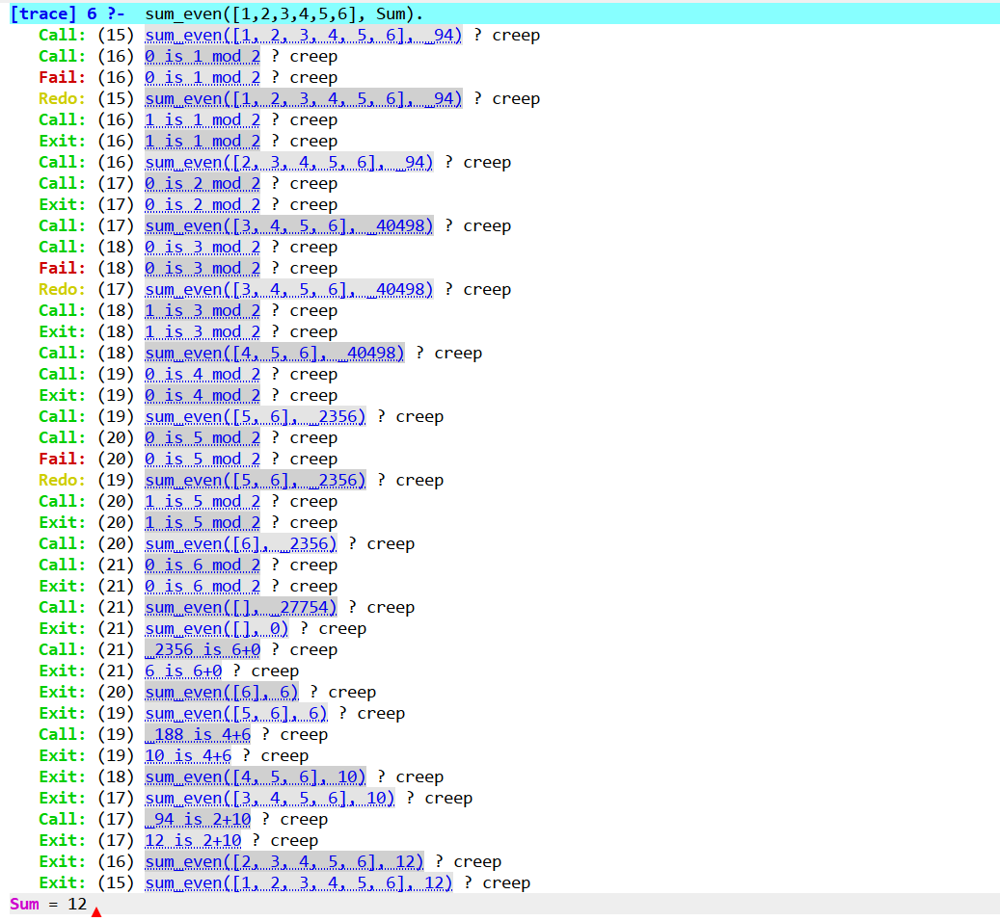 [trace] 6 ?- sum_even([1,2,3,4,5,6], Sum).
Call: (15) sum_even([1, 2, 3, 4, 5, 6], _94) ? creep
Call: (16) 0 is 1 mod 2 ? creep
Fail: (16) 0 is 1 mod 2 ? creep
Redo: (15) sum_even([1, 2, 3, 4, 5, 6], _94) ? creep
Call: (16) 1 is 1 mod 2 ? creep
Exit: (16) 1 is 1 mod 2 ? creep
Call: (16) sum_even([2, 3, 4, 5, 6], _94) ? creep
Call: (17) 0 is 2 mod 2 ? creep
Exit: (17) 0 is 2 mod 2 ? creep
Call: (17) sum_even([3, 4, 5, 6], _40498) ? creep
Call: (18) 0 is 3 mod 2 ? creep
Fail: (18) 0 is 3 mod 2 ? creep
Redo: (17) sum_even([3, 4, 5, 6], _40498) ? creep
Call: (18) 1 is 3 mod 2 ? creep
Exit: (18) 1 is 3 mod 2 ? creep
Call: (18) sum_even([4, 5, 6], _40498) ? creep
Call: (19) 0 is 4 mod 2 ? creep
Exit: (19) 0 is 4 mod 2 ? creep
Call: (19) sum_even([5, 6], _2356) ? creep
Call: (20) 0 is 5 mod 2 ? creep
Fail: (20) 0 is 5 mod 2 ? creep
Redo: (19) sum_even([5, 6], _2356) ? creep
Call: (20) 1 is 5 mod 2 ? creep
Exit: (20) 1 is 5 mod 2 ? creep
Call: (20) sum_even([6], _2356) ? creep
Call: (21) 0 is 6 mod 2 ? creep
Exit: (21) 0 is 6 mod 2 ? creep
Call: (21) sum_even([], _27754) ? creep
Exit: (21) sum_even([], 0) ? creep
Call: (21) _2356 is 6+0 ? creep
Exit: (21) 6 is 6+0 ? creep
Exit: (20) sum_even([6], 6) ? creep
Exit: (19) sum_even([5, 6], 6) ? creep
Call: (19) _188 is 4+6 ? creep
Exit: (19) 10 is 4+6 ? creep
Exit: (18) sum_even([4, 5, 6], 10) ? creep
Exit: (17) sum_even([3, 4, 5, 6], 10) ? creep
Call: (17) _94 is 2+10 ? creep
Exit: (17) 12 is 2+10 ? creep
Exit: (16) sum_even([2, 3, 4, 5, 6], 12) ? creep
Exit: (15) sum_even([1, 2, 3, 4, 5, 6], 12) ? creep
Sum = 12